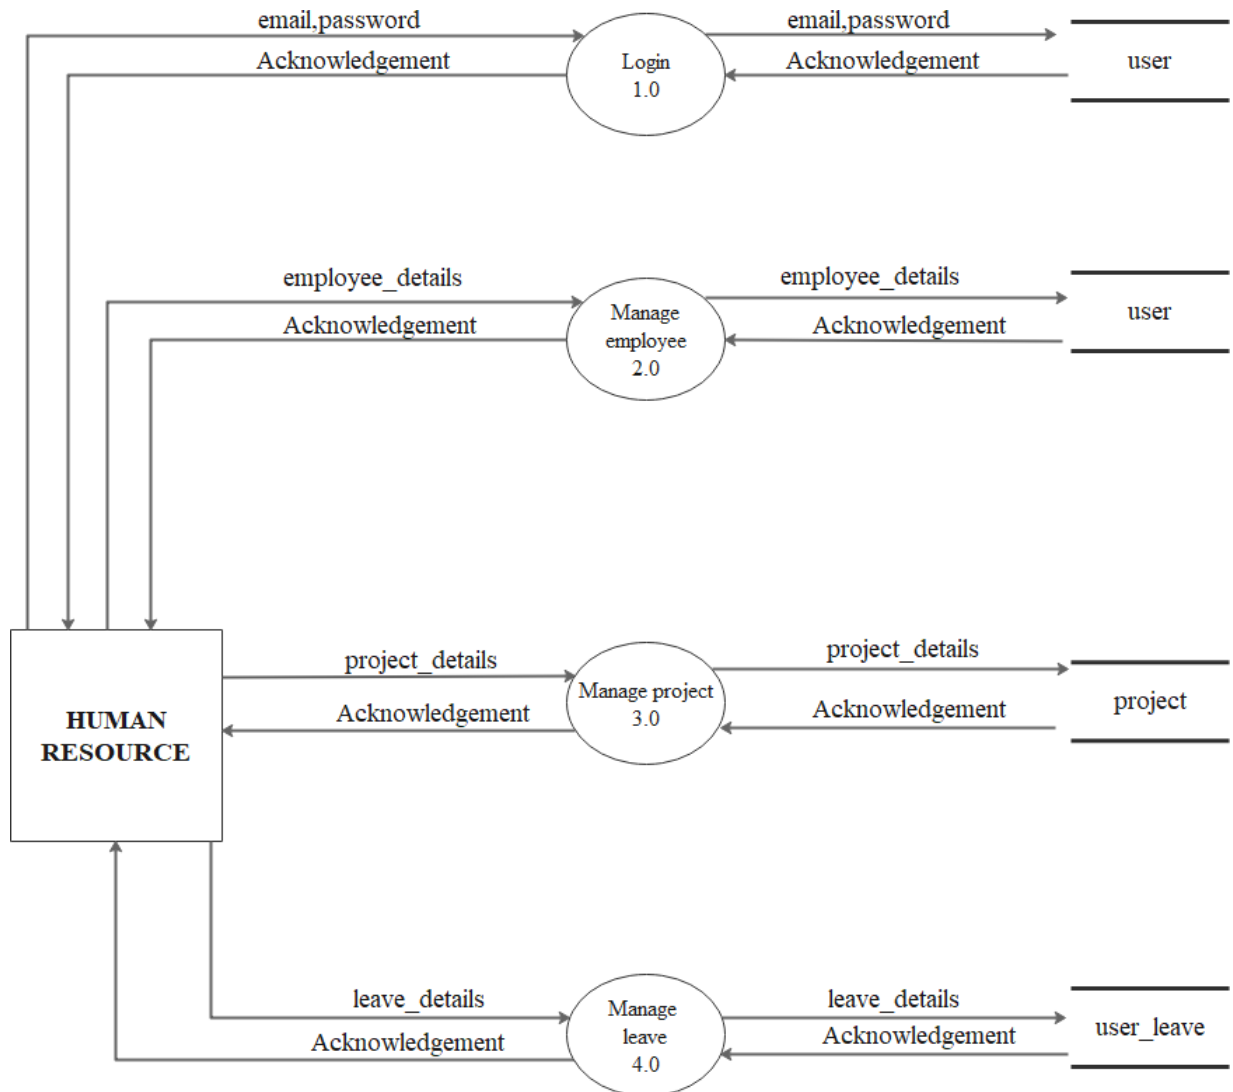 email,password
email,password
Acknowledgement
Login
1.0
Acknowledgement
user
employee_details
employee_details
Acknowledgement
Manage
employee
2.0
Acknowledgement
user
project_details
project_details
Acknowledgement
Manage project
3.0
Acknowledgement
project
HUMAN
RESOURCE
leave_details
leave_details
Acknowledgement
Manage
leave
4.0
Acknowledgement
user_leave